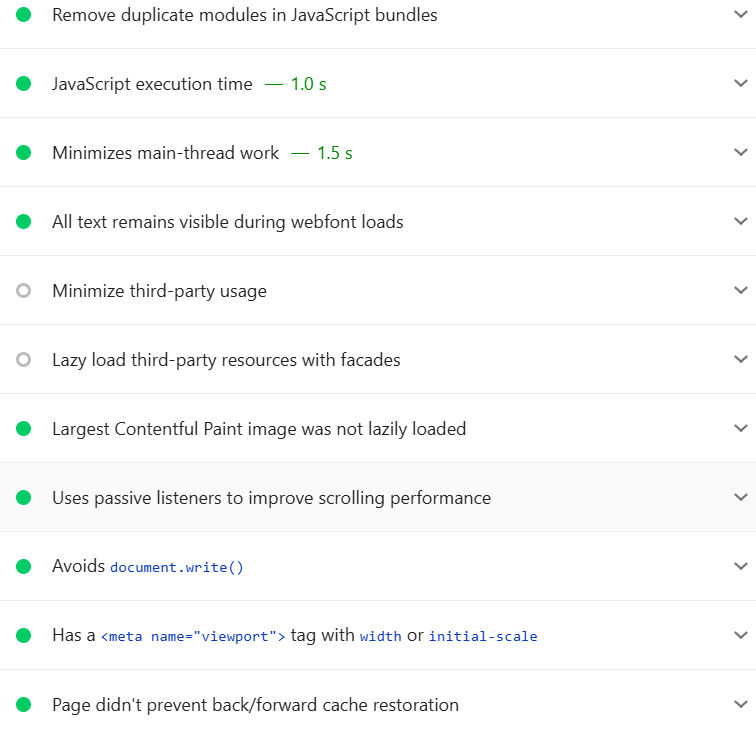 Remove duplicate modules in JavaScript bundles
JavaScript execution time — 1.0 s
Minimizes main-thread work — 1.5 s
All text remains visible during webfont loads
Minimize third-party usage
Lazy load third-party resources with facades
Largest Contentful Paint image was not lazily loaded
Uses passive listeners to improve scrolling performance
Avoids document.write()
Has a <meta name="viewport"> tag with width or initial-scale
Page didn't prevent back/forward cache restoration